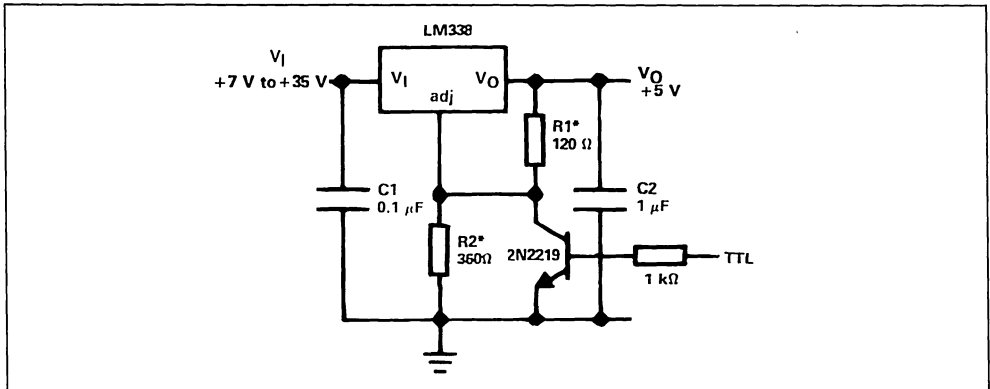 LM338
VI
+7 V to +35 V
VI
VO
adj
VO
+5 V
R1*
120 Ω
C1
0.1 μF
C2
1 μF
R2*
360Ω
2N2219
TTL
1 kΩ